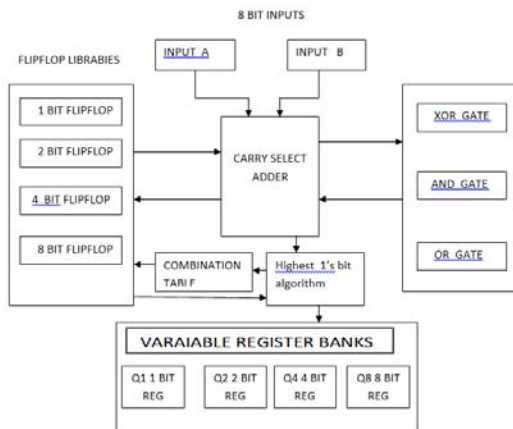 8 BIT INPUTS
INPUT A
INPUT B
FLIPFLOP LIBRABIES
1 BIT FLIPFLOP
2 BIT FLIPFLOP
4 BIT FLIPFLOP
8 BIT FLIPFLOP
CARRY SELECT
ADDER
XOR GATE
AND GATE
OR GATE
COMBINATION
TABLE
Highest 1's bit
algorithm
VARAIABLE REGISTER BANKS
Q1 1 BIT
REG
Q2 2 BIT
REG
Q4 4 BIT
REG
Q8 8 BIT
REG